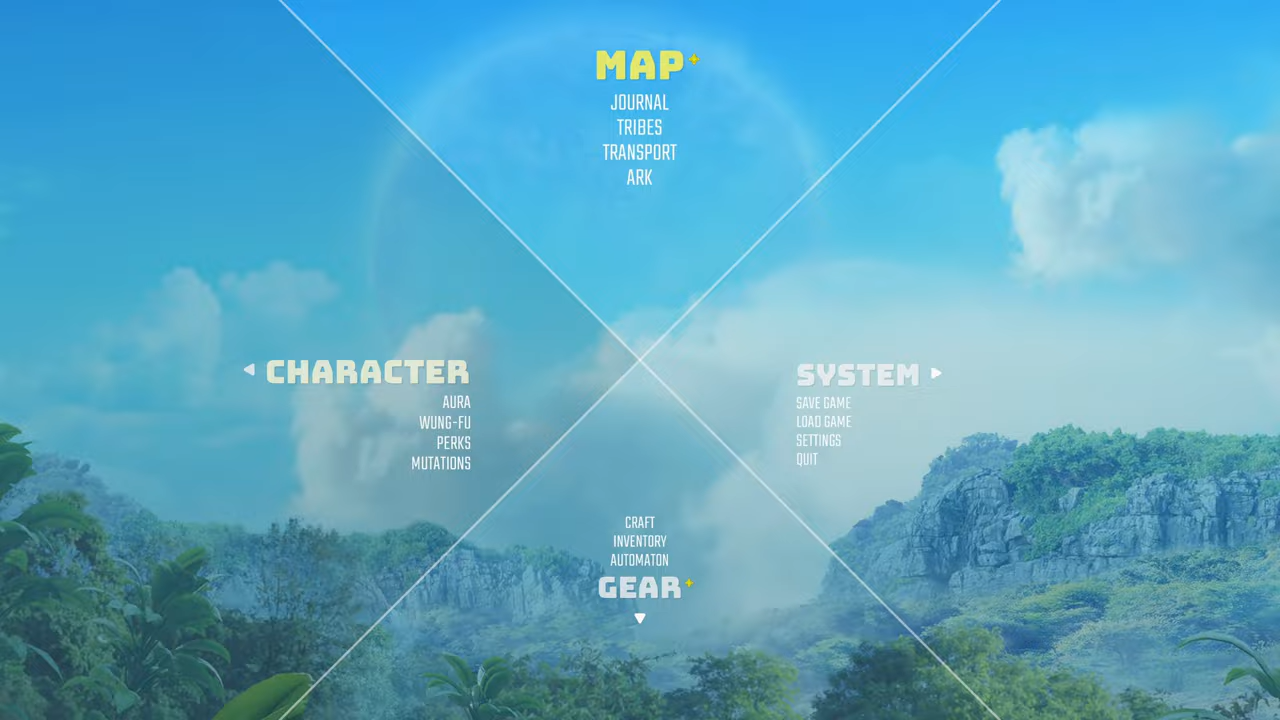 MAP
JOURNAL
TRIBES
TRANSPORT
ARK
CHARACTER
AURA
WUNG-FU
PERKS
MUTATIONS
SYSTEM
SAVE GAME
LOAD GAME
SETTINGS
QUIT
CRAFT
INVENTORY
AUTOMATON
GEAR